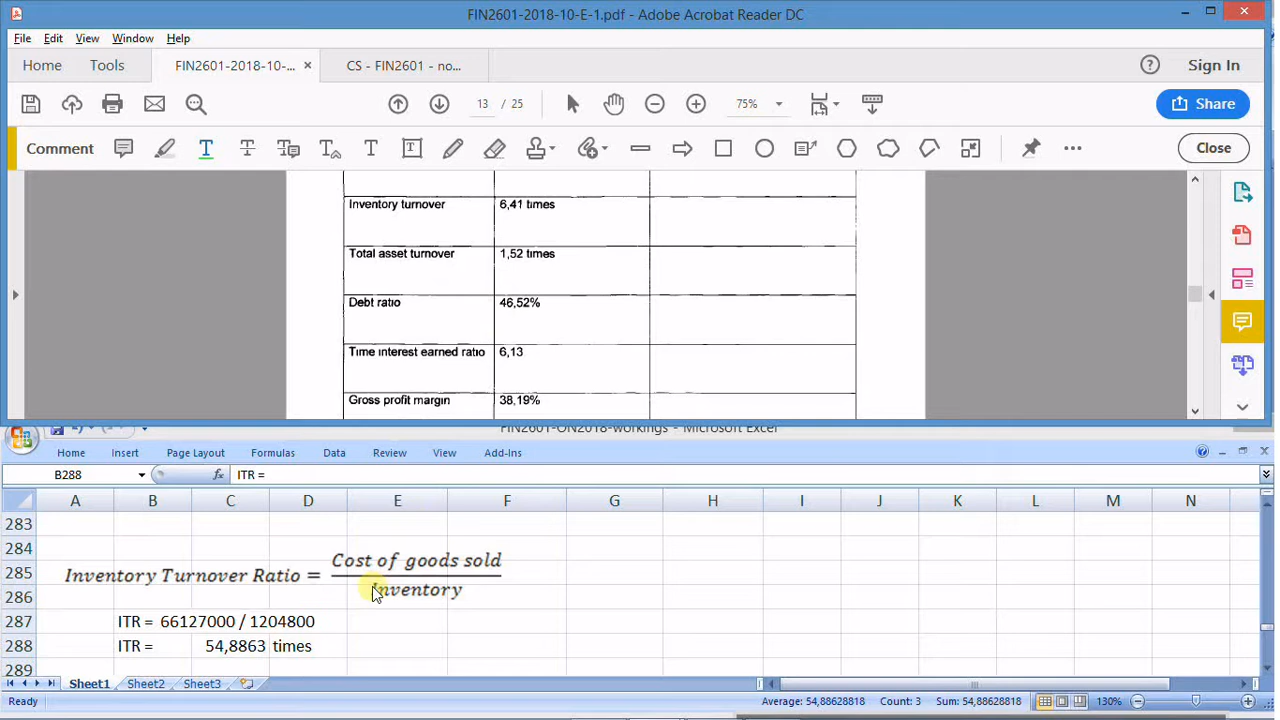 FIN2601-2018-10-E-1.pdf - Adobe Acrobat Reader DC
File Edit View Window Help
Home Tools FIN2601-2018-10-... × CS - FIN2601 - no... Sign In
13 / 25 75% Share
Comment Close
Inventory turnover 6,41 times
Total asset turnover 1,52 times
Debt ratio 46,52%
Time interest earned ratio 6,13
Gross profit margin 38,19%
FIN2601-ON2018-workings - Microsoft Excel
Home Insert Page Layout Formulas Data Review View Add-Ins
B288 fx ITR =
A B C D E F G H I J K L M N
283
284
Cost of goods sold
285 Inventory Turnover Ratio =
286 Inventory
287 ITR = 66127000 / 1204800
288 ITR = 54,8863 times
289
Sheet1 Sheet2 Sheet3
Ready Average: 54,88628818 Count: 3 Sum: 54,88628818 130%